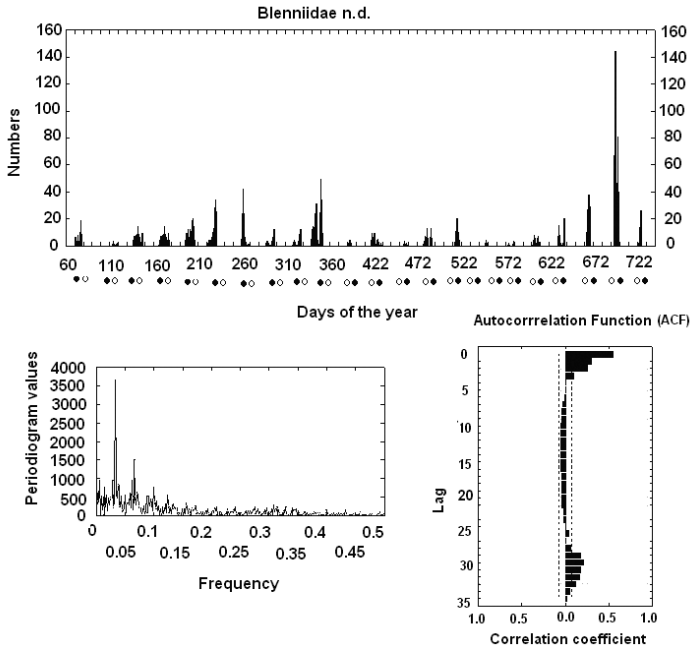 Blenniidae n.d.
160 160
140 140
120 120
100 100
80 80
60 60
40 40
20 20
0 0
Numbers
60 110 160 210 260 310 360 422 472 522 572 622 672 722
Days of the year
4000
3500
3000
2500
2000
1500
1000
500
0
Periodiogram values
0 0.1 0.2 0.3 0.4 0.5
0.05 0.15 0.25 0.35 0.45
Frequency
Autocorrrelation Function (ACF)
0
5
10
15
20
25
30
35
Lag
1.0 0.5 0.0 0.5 1.0
Correlation coefficient